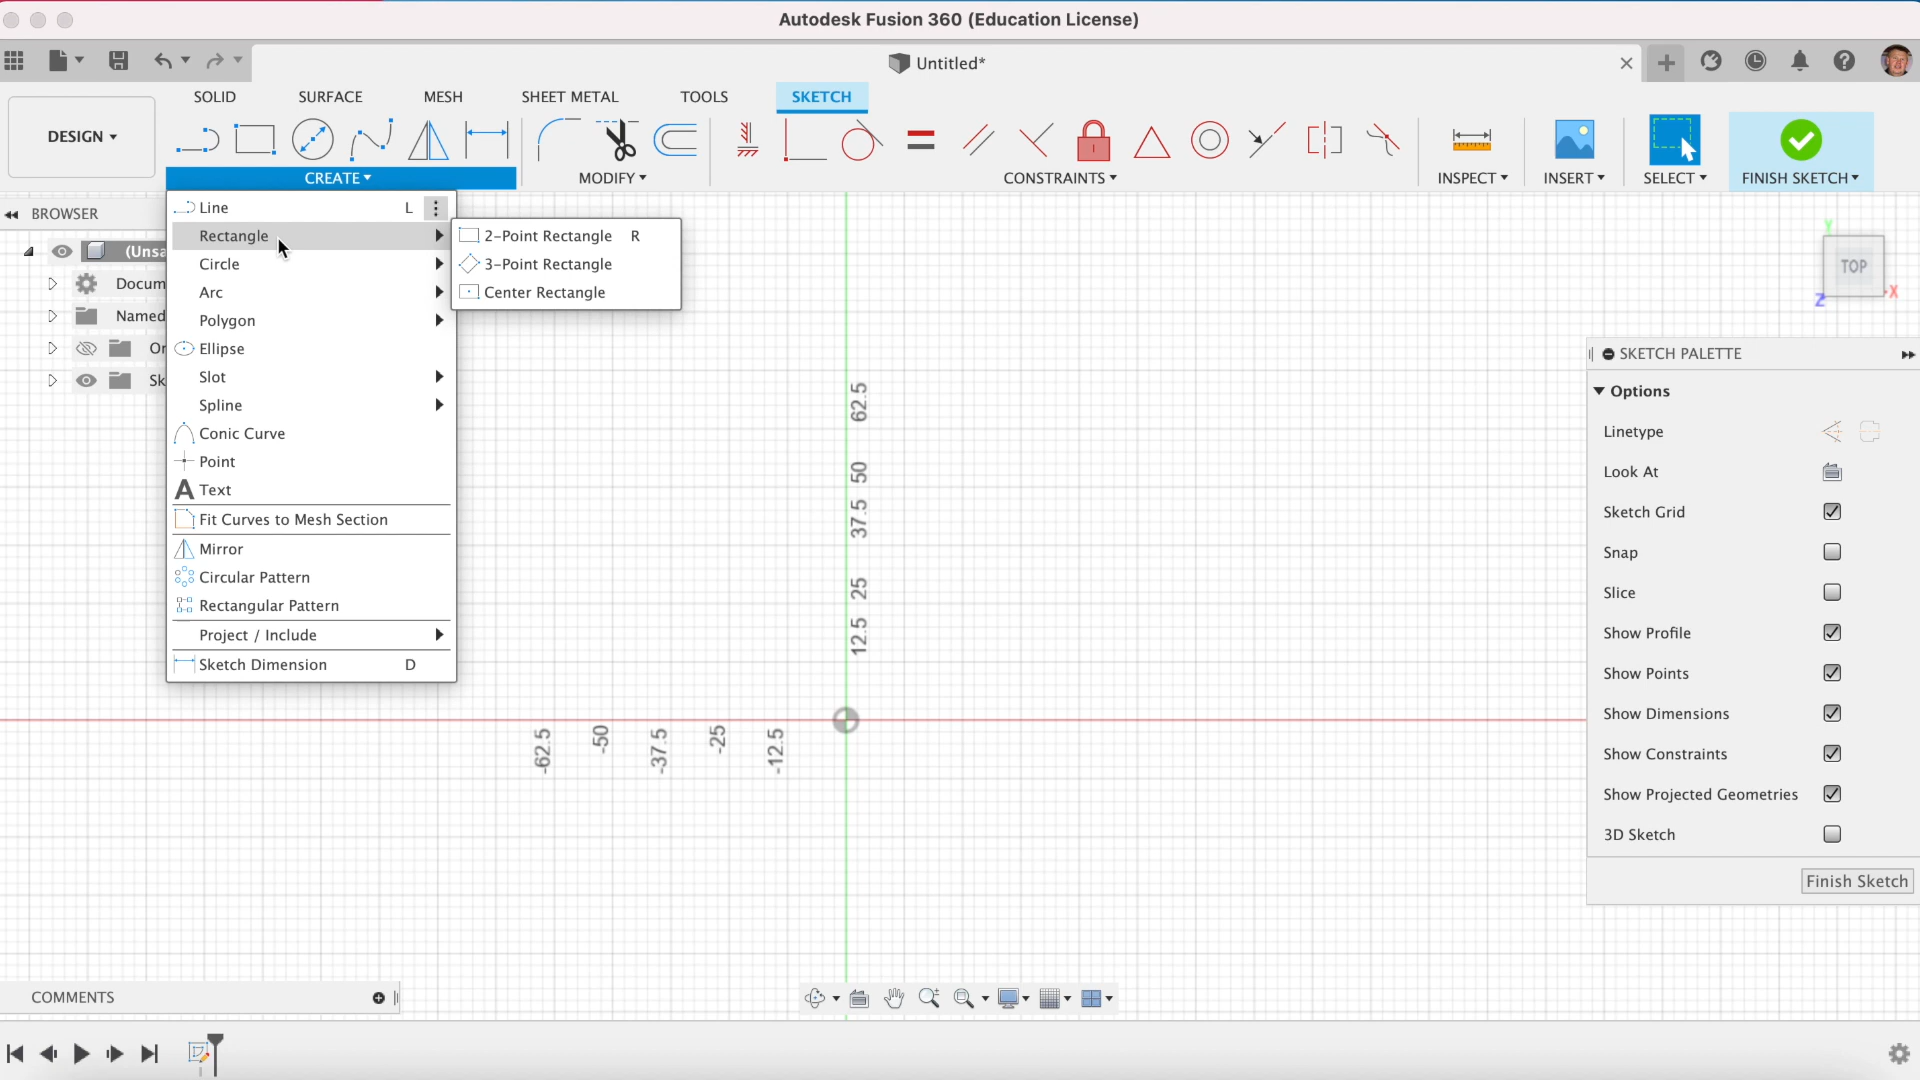 Autodesk Fusion 360 (Education License)
Untitled*
SOLID
SURFACE
MESH
SHEET METAL
TOOLS
SKETCH
DESIGN
CREATE
MODIFY
CONSTRAINTS
INSPECT
INSERT
SELECT
FINISH SKETCH
BROWSER
(Unsa
Docum
Named
Or
Sk
Line L
Rectangle
Circle
Arc
Polygon
Ellipse
Slot
Spline
Conic Curve
Point
A Text
Fit Curves to Mesh Section
Mirror
Circular Pattern
Rectangular Pattern
Project / Include
Sketch Dimension D
2-Point Rectangle R
3-Point Rectangle
Center Rectangle
62.5
50
37.5
25
12.5
-62.5
-50
-37.5
-25
-12.5
Y
TOP
X
Z
SKETCH PALETTE
Options
Linetype
Look At
Sketch Grid
Snap
Slice
Show Profile
Show Points
Show Dimensions
Show Constraints
Show Projected Geometries
3D Sketch
Finish Sketch
COMMENTS